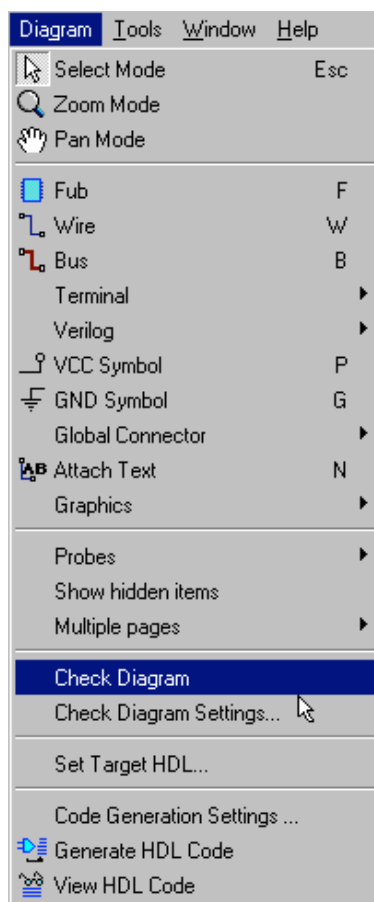 Diagram Tools Window Help
Select Mode Esc
Zoom Mode
Pan Mode
Fub F
Wire W
Bus B
Terminal
Verilog
VCC Symbol P
GND Symbol G
Global Connector
AB Attach Text N
Graphics
Probes
Show hidden items
Multiple pages
Check Diagram
Check Diagram Settings...
Set Target HDL...
Code Generation Settings ...
Generate HDL Code
View HDL Code